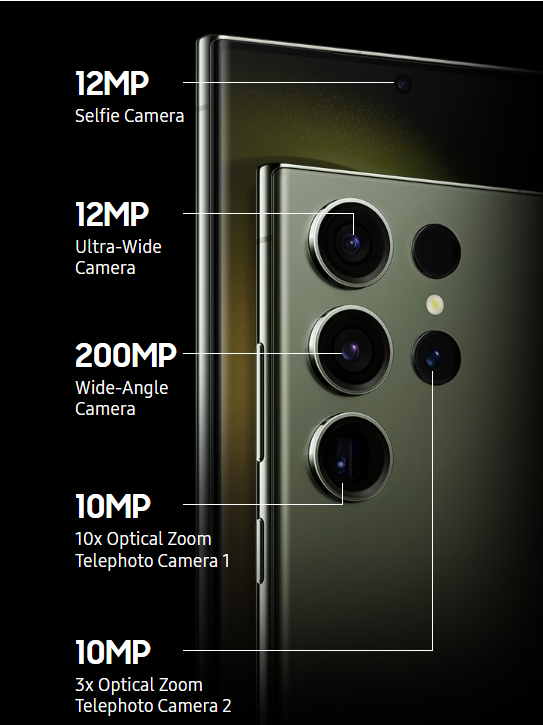 12MP
Selfie Camera
12MP
Ultra-Wide
Camera
200MP
Wide-Angle
Camera
10MP
10x Optical Zoom
Telephoto Camera 1
10MP
3x Optical Zoom
Telephoto Camera 2